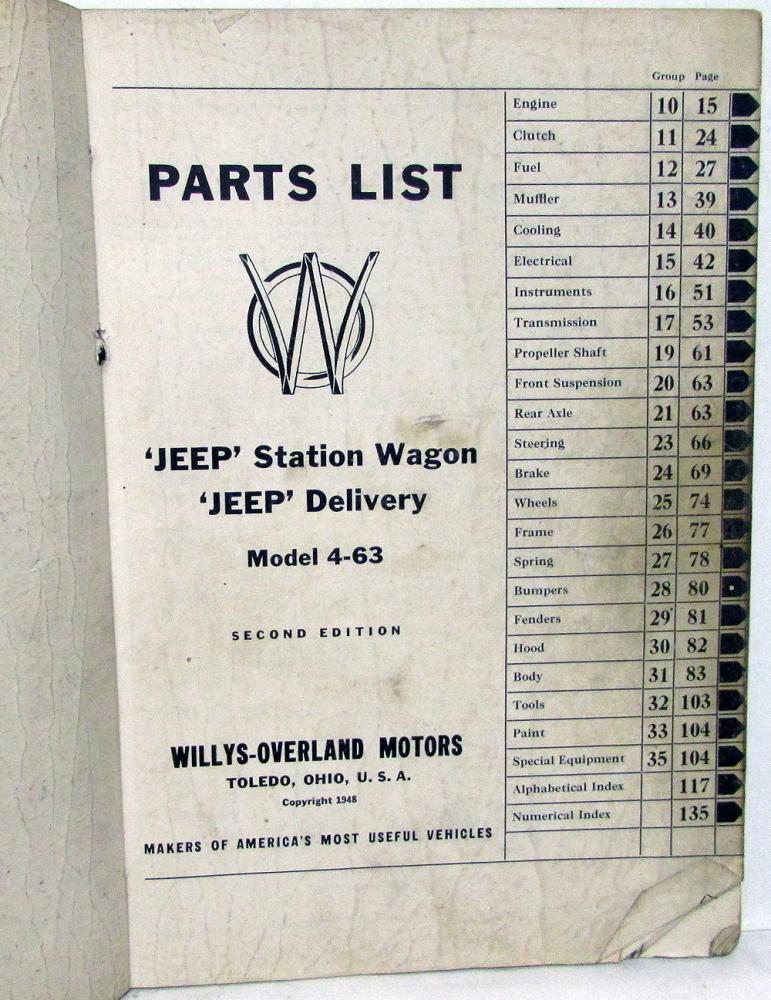 PARTS LIST
W
‘JEEP’ Station Wagon
‘JEEP’ Delivery
Model 4-63
SECOND EDITION
WILLYS-OVERLAND MOTORS
TOLEDO, OHIO, U. S. A.
Copyright 1948
MAKERS OF AMERICA'S MOST USEFUL VEHICLES
Group Page
Engine 10 15
Clutch 11 24
Fuel 12 27
Muffler 13 39
Cooling 14 40
Electrical 15 42
Instruments 16 51
Transmission 17 53
Propeller Shaft 19 61
Front Suspension 20 63
Rear Axle 21 63
Steering 23 66
Brake 24 69
Wheels 25 74
Frame 26 77
Spring 27 78
Bumpers 28 80
Fenders 29 81
Hood 30 82
Body 31 83
Tools 32 103
Paint 33 104
Special Equipment 35 104
Alphabetical Index 117
Numerical Index 135